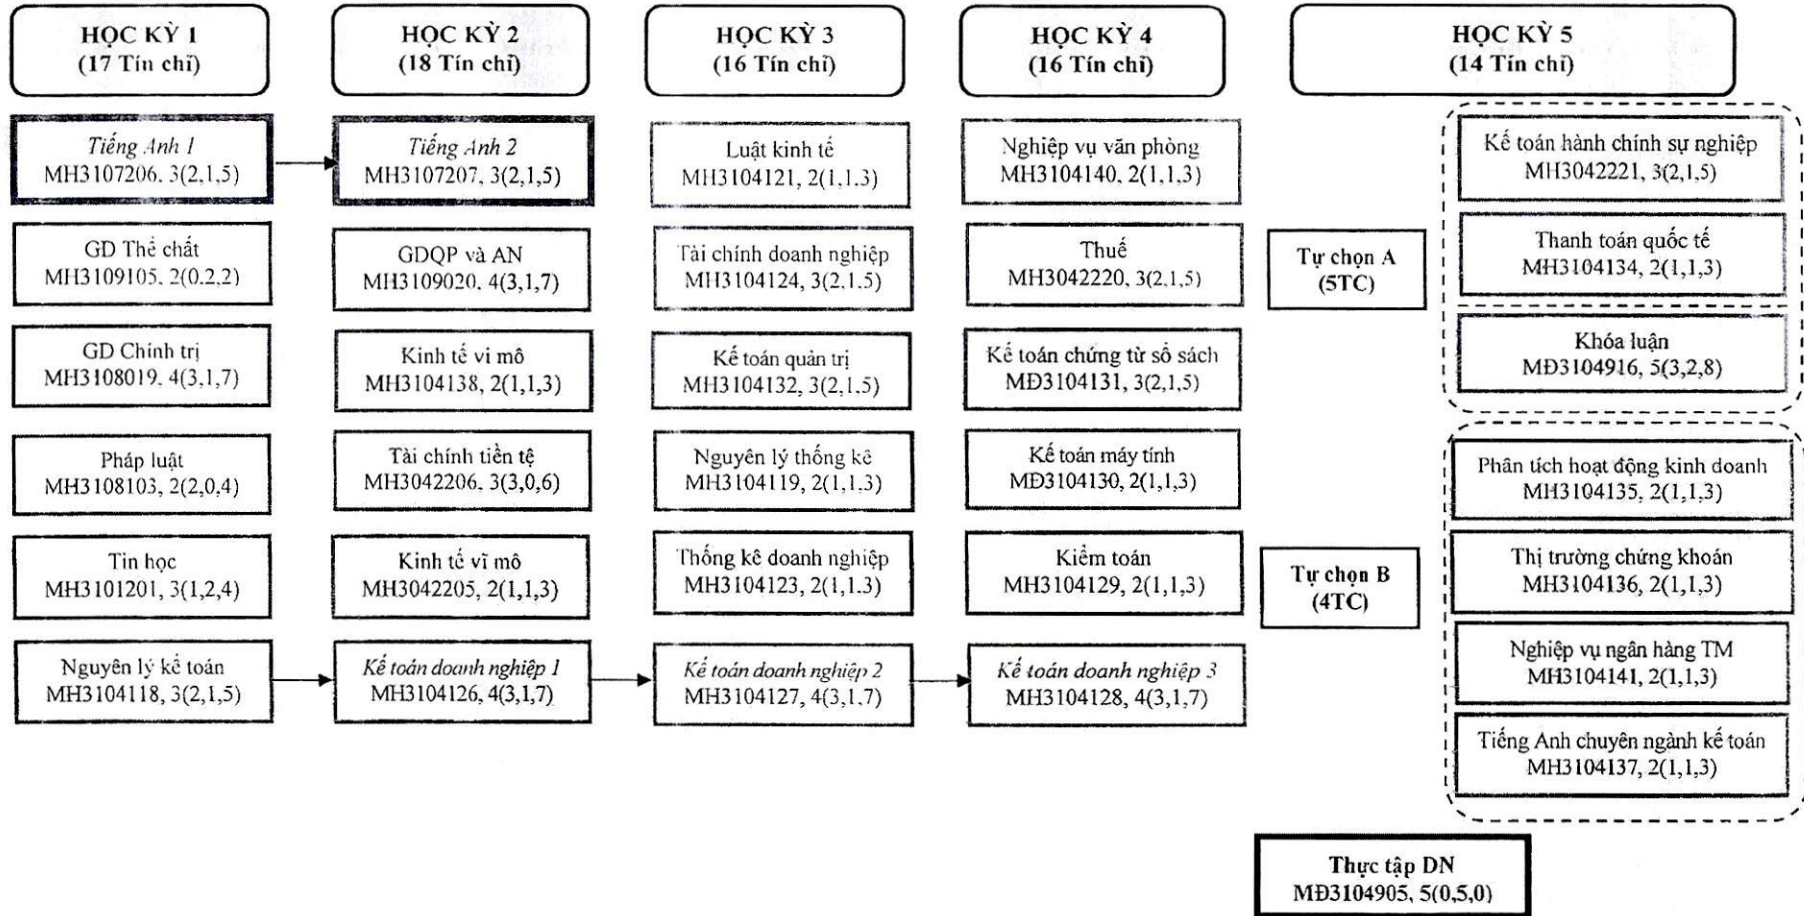 HỌC KỲ 1
(17 Tín chỉ)
HỌC KỲ 2
(18 Tín chỉ)
HỌC KỲ 3
(16 Tín chỉ)
HỌC KỲ 4
(16 Tín chỉ)
HỌC KỲ 5
(14 Tín chỉ)
Tiếng Anh 1
MH3107206. 3(2,1,5)
Tiếng Anh 2
MH3107207, 3(2,1,5)
Luật kinh tế
MH3104121, 2(1,1.3)
Nghiệp vụ văn phòng
MH3104140, 2(1,1,3)
Kế toán hành chính sự nghiệp
MH3042221, 3(2,1,5)
GD Thể chất
MH3109105. 2(0.2,2)
GDQP và AN
MH3109020. 4(3,1,7)
Tài chính doanh nghiệp
MH3104124, 3(2,1.5)
Thuế
MH3042220, 3(2,1,5)
Tự chọn A
(5TC)
Thanh toán quốc tế
MH3104134, 2(1,1,3)
GD Chính trị
MH3108019. 4(3,1,7)
Kinh tế vi mô
MH3104138, 2(1,1,3)
Kế toán quản trị
MH3104132, 3(2,1.5)
Kế toán chứng từ sổ sách
MĐ3104131, 3(2,1,5)
Khóa luận
MĐ3104916, 5(3,2,8)
Pháp luật
MH3108103, 2(2,0,4)
Tài chính tiền tệ
MH3042206. 3(3,0,6)
Nguyên lý thống kê
MH3104119, 2(1,1.3)
Kế toán máy tính
MĐ3104130, 2(1,1,3)
Phân tích hoạt động kinh doanh
MH3104135, 2(1,1,3)
Tin học
MH3101201, 3(1,2,4)
Kinh tế vĩ mô
MH3042205, 2(1,1,3)
Thống kê doanh nghiệp
MH3104123, 2(1,1.3)
Kiểm toán
MH3104129, 2(1,1,3)
Tự chọn B
(4TC)
Thị trường chứng khoán
MH3104136, 2(1,1,3)
Nguyên lý kế toán
MH3104118, 3(2,1,5)
Kế toán doanh nghiệp 1
MH3104126, 4(3,1,7)
Kế toán doanh nghiệp 2
MH3104127, 4(3,1,7)
Kế toán doanh nghiệp 3
MH3104128, 4(3,1,7)
Nghiệp vụ ngân hàng TM
MH3104141, 2(1,1,3)
Tiếng Anh chuyên ngành kế toán
MH3104137, 2(1,1,3)
Thực tập DN
MĐ3104905, 5(0,5,0)